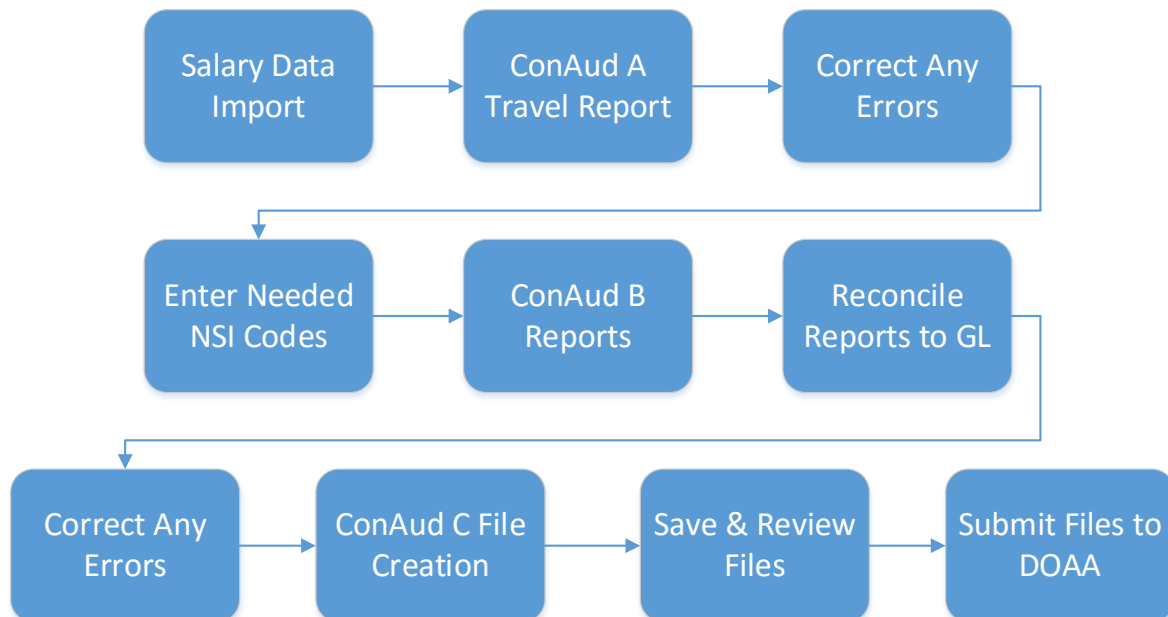 Salary Data
Import
ConAud A
Travel Report
Correct Any
Errors
Enter Needed
NSI Codes
ConAud B
Reports
Reconcile
Reports to GL
Correct Any
Errors
ConAud C File
Creation
Save & Review
Files
Submit Files to
DOAA